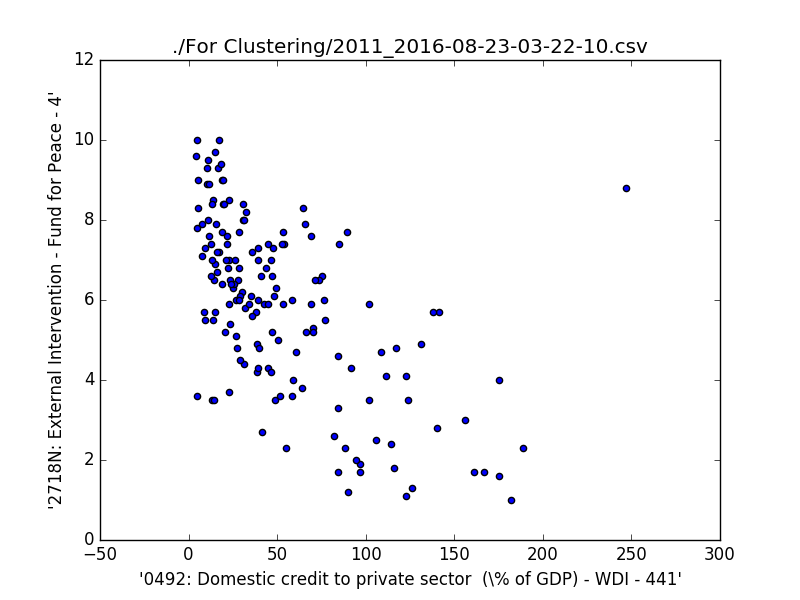 ./For Clustering/2011_2016-08-23-03-22-10.csv
12
10
8
6
4
2
0
'2718N: External Intervention - Fund for Peace - 4'
−50 0 50 100 150 200 250 300
'0492: Domestic credit to private sector  (\% of GDP) - WDI - 441'